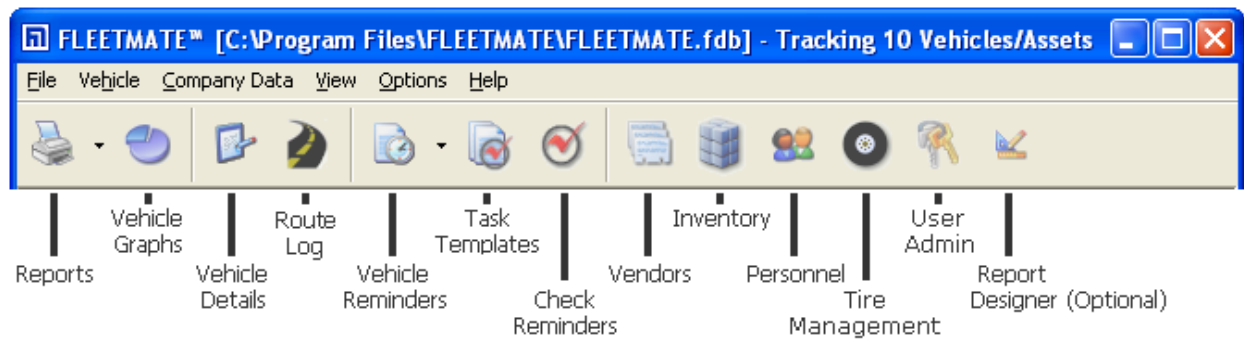 FLEETMATE™ [C:\Program Files\FLEETMATE\FLEETMATE.fdb] - Tracking 10 Vehicles/Assets
File Vehicle Company Data View Options Help
Reports
Vehicle
Graphs
Vehicle
Details
Route
Log
Vehicle
Reminders
Task
Templates
Check
Reminders
Vendors
Inventory
Personnel
Tire
Management
User
Admin
Report
Designer (Optional)